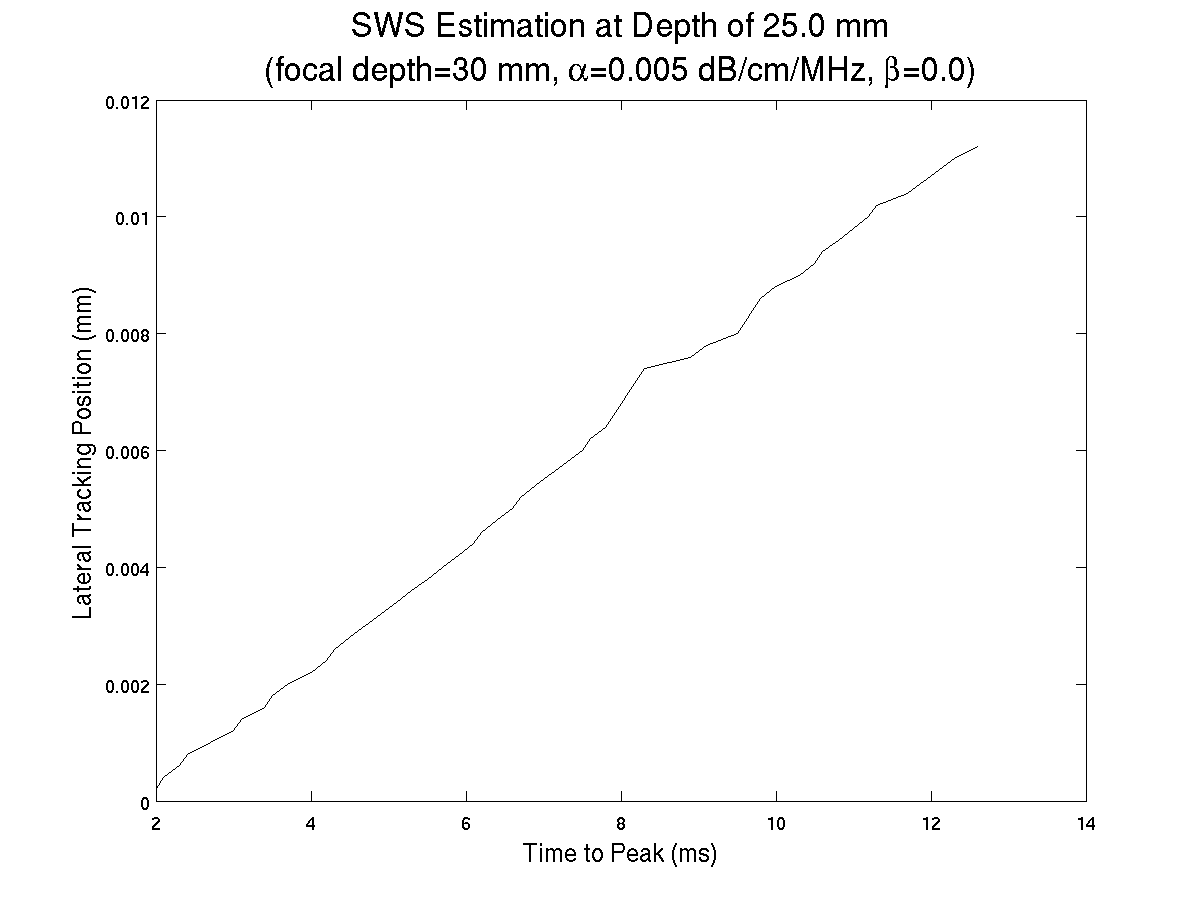 SWS Estimation at Depth of 25.0 mm
(focal depth=30 mm, α=0.005 dB/cm/MHz, β=0.0)
0.012
0.01
0.008
0.006
0.004
0.002
0
Lateral Tracking Position (mm)
2 4 6 8 10 12 14
Time to Peak (ms)